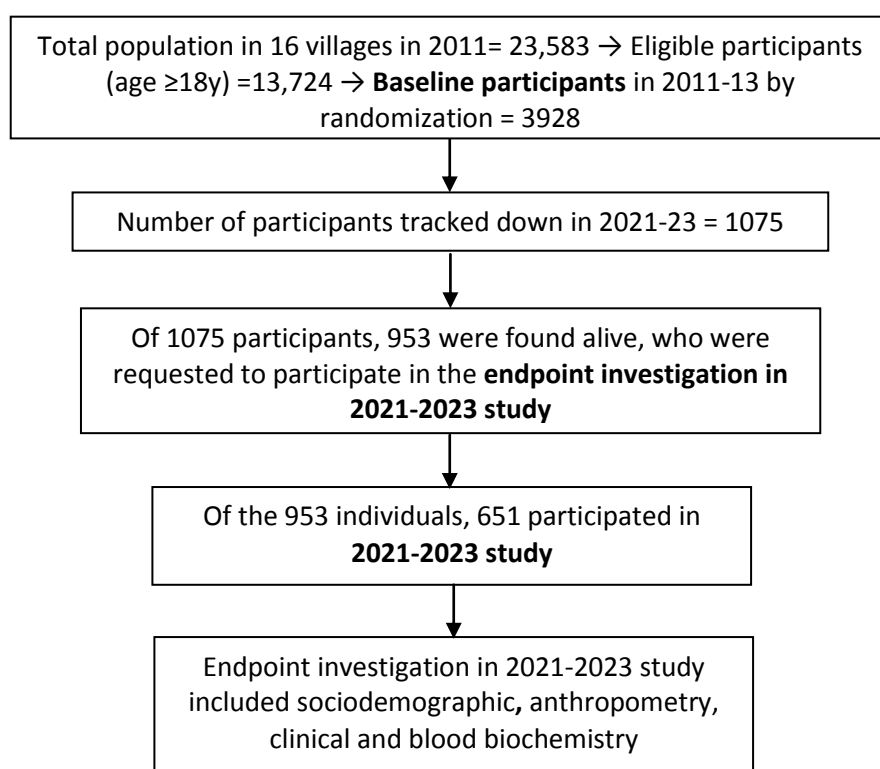 Total population in 16 villages in 2011= 23,583 → Eligible participants
(age ≥18y) =13,724 → Baseline participants in 2011-13 by
randomization = 3928
Number of participants tracked down in 2021-23 = 1075
Of 1075 participants, 953 were found alive, who were
requested to participate in the endpoint investigation in
2021-2023 study
Of the 953 individuals, 651 participated in
2021-2023 study
Endpoint investigation in 2021-2023 study
included sociodemographic, anthropometry,
clinical and blood biochemistry